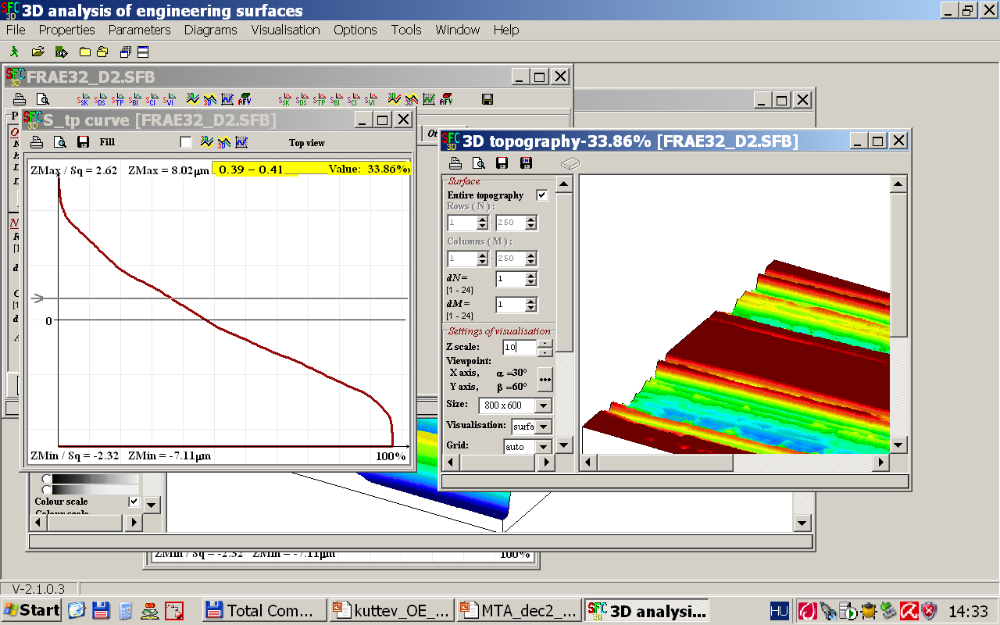 3D analysis of engineering surfaces
File Properties Parameters Diagrams Visualisation Options Tools Window Help
FRAE32_D2.SFB
S_tp curve [FRAE32_D2.SFB]
Fill Top view
ZMax / Sq = 2.62 ZMax = 8.02µm 0.39 – 0.41 Value: 33.86%
0
ZMin / Sq = -2.32 ZMin = -7.11µm 100%
3D topography-33.86% [FRAE32_D2.SFB]
Surface
Entire topography
Rows ( N ) :
1 - 250
Columns ( M ) :
1 - 250
dN= 1
[1 - 24]
dM= 1
[1 - 24]
Settings of visualisation
Z scale: 10
Viewpoint:
X axis, α =30°
Y axis, β =60°
Size: 800 x 600
Visualisation: surfa
Grid: auto
Colour scale
Colour scale
ZMin / Sq = -2.32 ZMin = -7.11µm 100%
V-2.1.0.3
Start Total Com... kuttev_OE_... MTA_dec2_... 3D analysi... HU 14:33